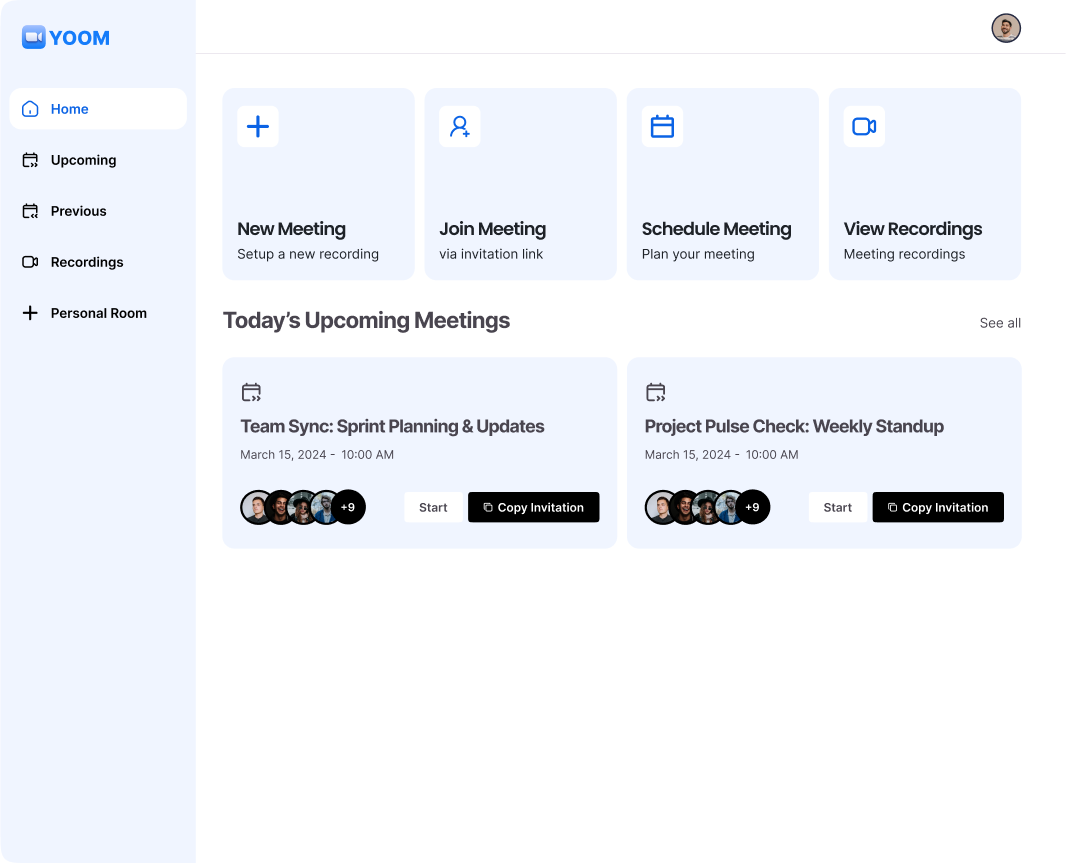 YOOM
Home
Upcoming
Previous
Recordings
Personal Room
New Meeting
Setup a new recording
Join Meeting
via invitation link
Schedule Meeting
Plan your meeting
View Recordings
Meeting recordings
Today’s Upcoming Meetings
See all
Team Sync: Sprint Planning & Updates
March 15, 2024 - 10:00 AM
+9
Start
Copy Invitation
Project Pulse Check: Weekly Standup
March 15, 2024 - 10:00 AM
+9
Start
Copy Invitation